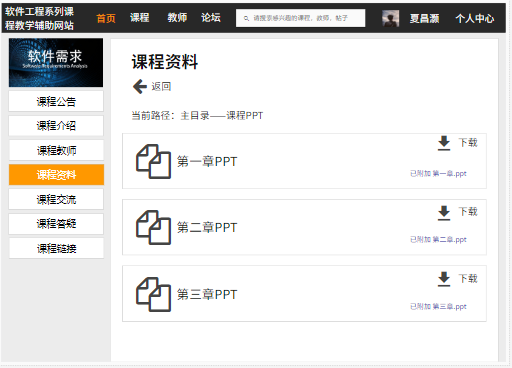 软件工程系列课
程教学辅助网站
首页 课程 教师 论坛 请搜索感兴趣的课程，教师，帖子 夏昌灏 个人中心
软件需求
Software Requirements Analysis
课程公告
课程介绍
课程教师
课程资料
课程交流
课程答疑
课程链接
课程资料
返回
当前路径：主目录——课程PPT
第一章PPT
下载
已附加 第一章.ppt
第二章PPT
下载
已附加 第二章.ppt
第三章PPT
下载
已附加 第三章.ppt